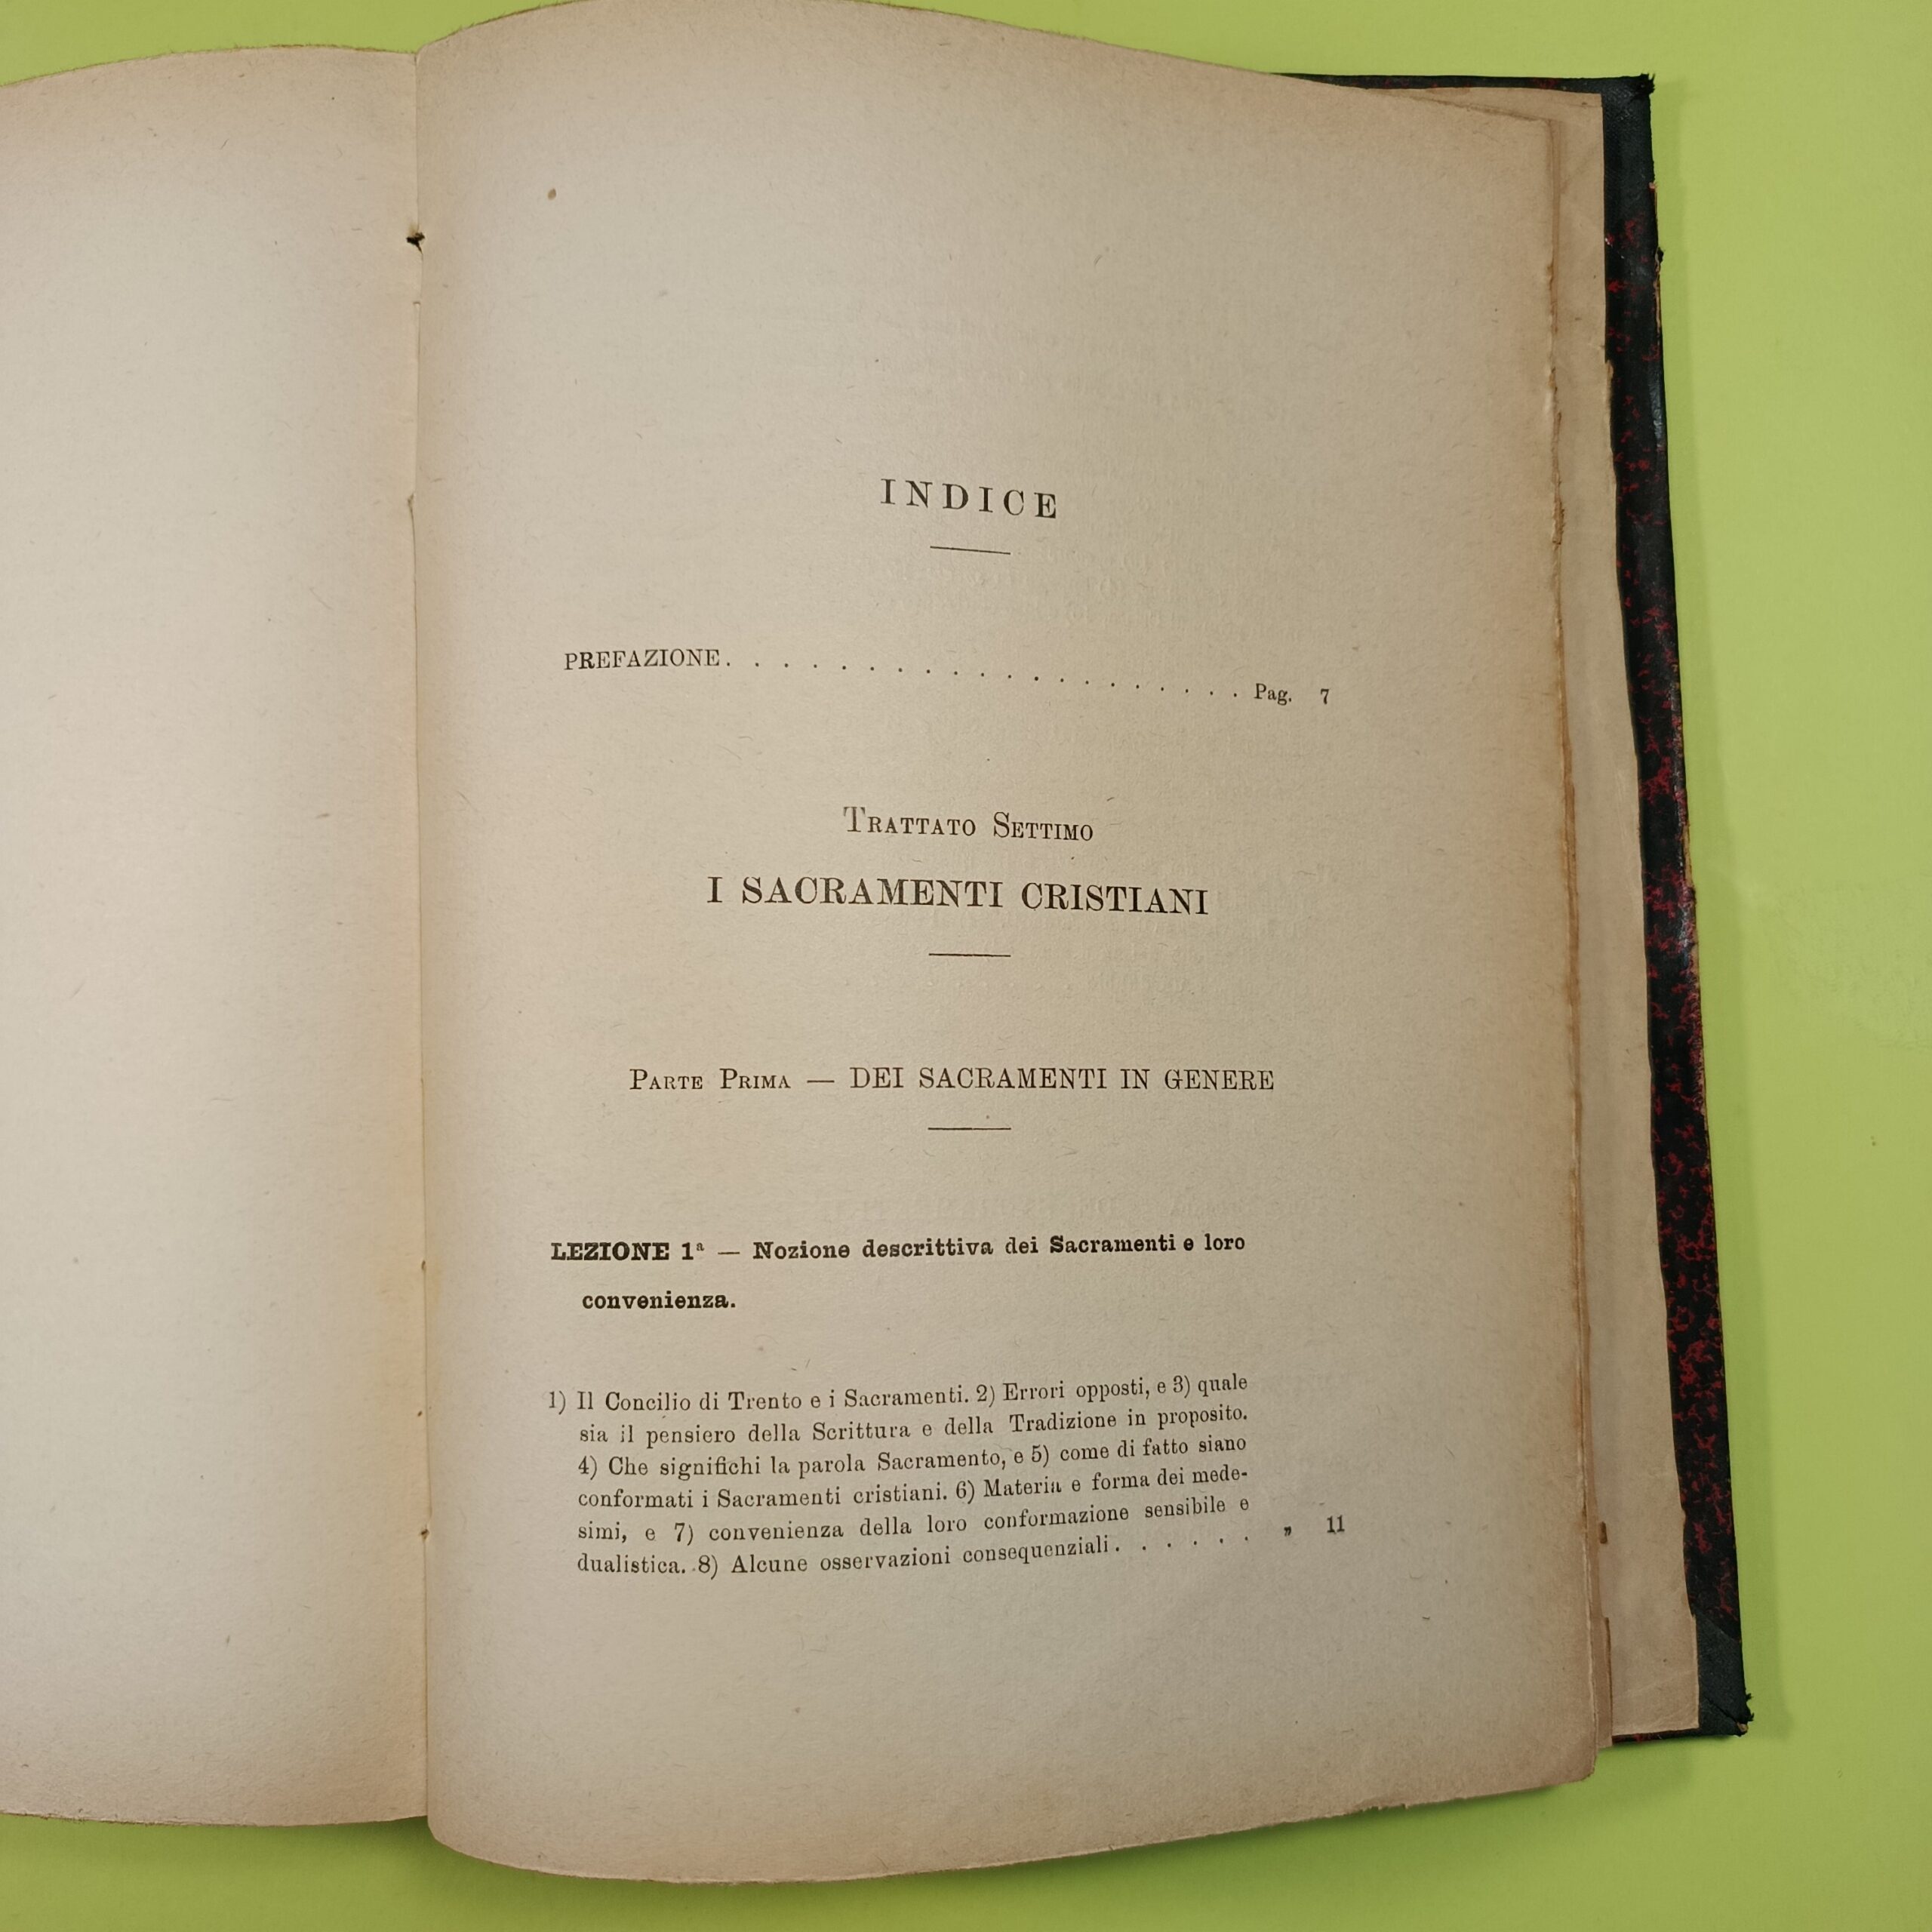 INDICE
PREFAZIONE. . . . . . . . . . . . . . . . . . . . Pag. 7
Trattato Settimo
I SACRAMENTI CRISTIANI
Parte Prima — DEI SACRAMENTI IN GENERE
LEZIONE 1ª — Nozione descrittiva dei Sacramenti e loro
convenienza.
1) Il Concilio di Trento e i Sacramenti. 2) Errori opposti, e 3) quale
sia il pensiero della Scrittura e della Tradizione in proposito.
4) Che significhi la parola Sacramento, e 5) come di fatto siano
conformati i Sacramenti cristiani. 6) Materia e forma dei mede-
simi, e 7) convenienza della loro conformazione sensibile e
dualistica. 8) Alcune osservazioni consequenziali. . . . . . „ 11